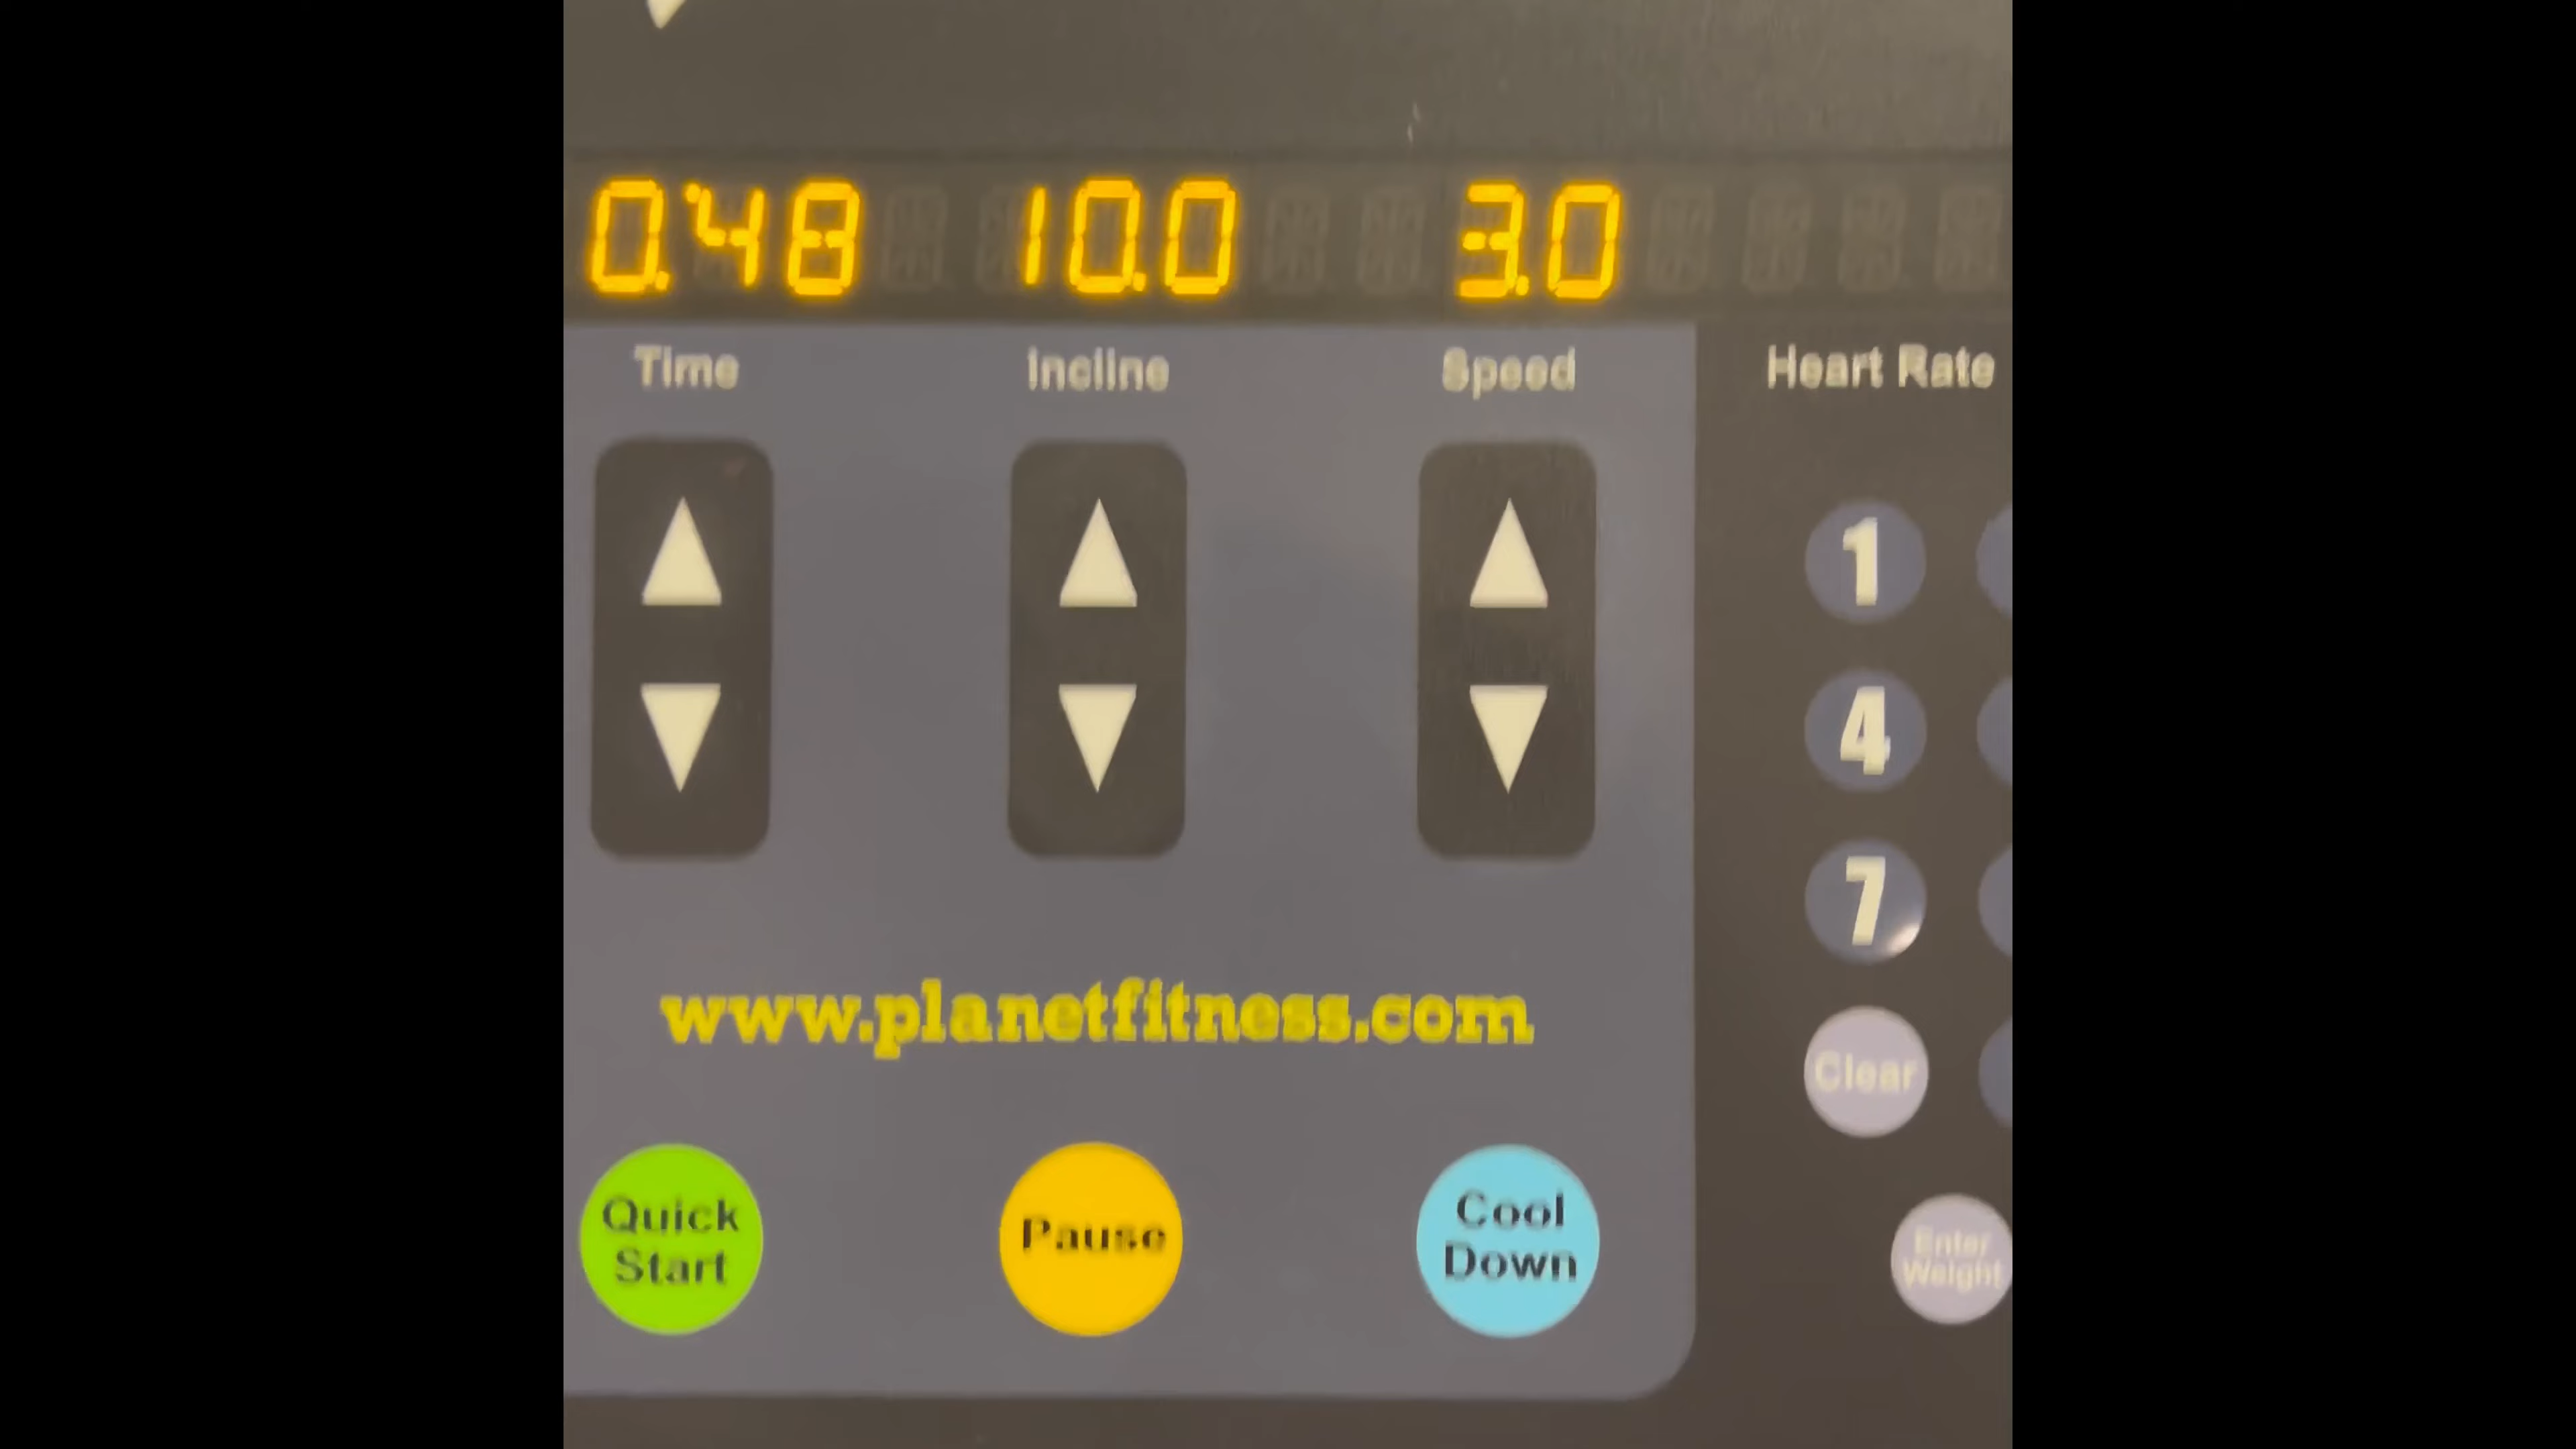 0:48 10.0 3.0
Time Incline Speed Heart Rate
1
4
7
www.planetfitness.com
Clear
Quick Start
Pause
Cool Down
Enter Weight